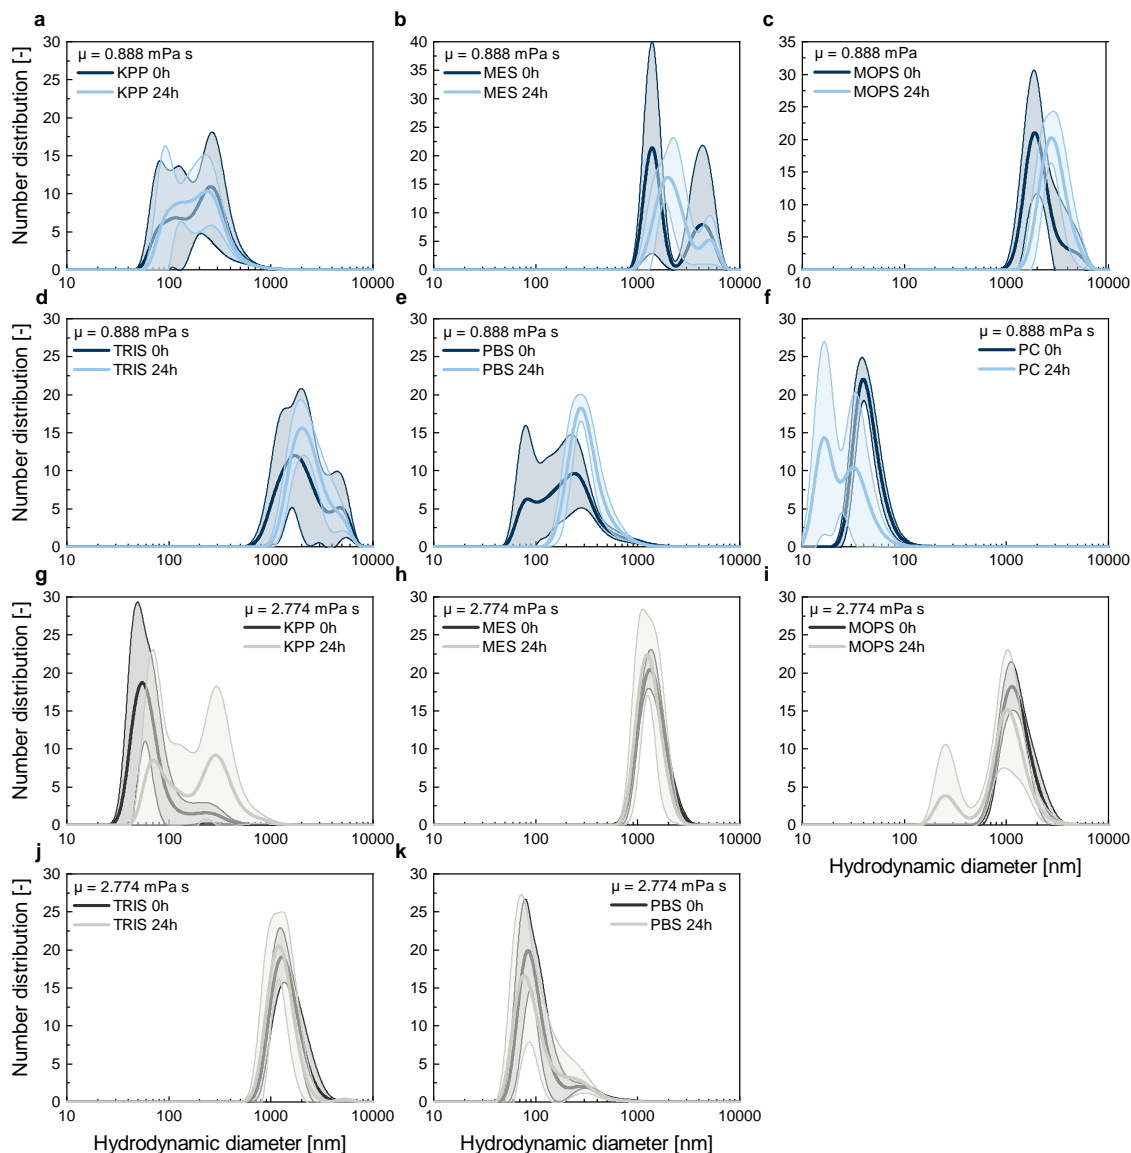 a
b
c
Number distribution [-]
μ = 0.888 mPa s
KPP 0h
KPP 24h
30
25
20
15
10
5
0
10
100
1000
10000
μ = 0.888 mPa s
MES 0h
MES 24h
40
35
30
25
20
15
10
5
0
10
100
1000
10000
μ = 0.888 mPa
MOPS 0h
MOPS 24h
35
30
25
20
15
10
5
0
10
100
1000
10000
d
e
f
Number distribution [-]
μ = 0.888 mPa s
TRIS 0h
TRIS 24h
30
25
20
15
10
5
0
10
100
1000
10000
μ = 0.888 mPa s
PBS 0h
PBS 24h
30
25
20
15
10
5
0
10
100
1000
10000
μ = 0.888 mPa s
PC 0h
PC 24h
30
25
20
15
10
5
0
10
100
1000
10000
g
h
i
Number distribution [-]
μ = 2.774 mPa s
KPP 0h
KPP 24h
30
25
20
15
10
5
0
10
100
1000
10000
μ = 2.774 mPa s
MES 0h
MES 24h
30
25
20
15
10
5
0
10
100
1000
10000
μ = 2.774 mPa s
MOPS 0h
MOPS 24h
30
25
20
15
10
5
0
10
100
1000
10000
Hydrodynamic diameter [nm]
j
k
Number distribution [-]
μ = 2.774 mPa s
TRIS 0h
TRIS 24h
30
25
20
15
10
5
0
10
100
1000
10000
Hydrodynamic diameter [nm]
μ = 2.774 mPa s
PBS 0h
PBS 24h
30
25
20
15
10
5
0
10
100
1000
10000
Hydrodynamic diameter [nm]